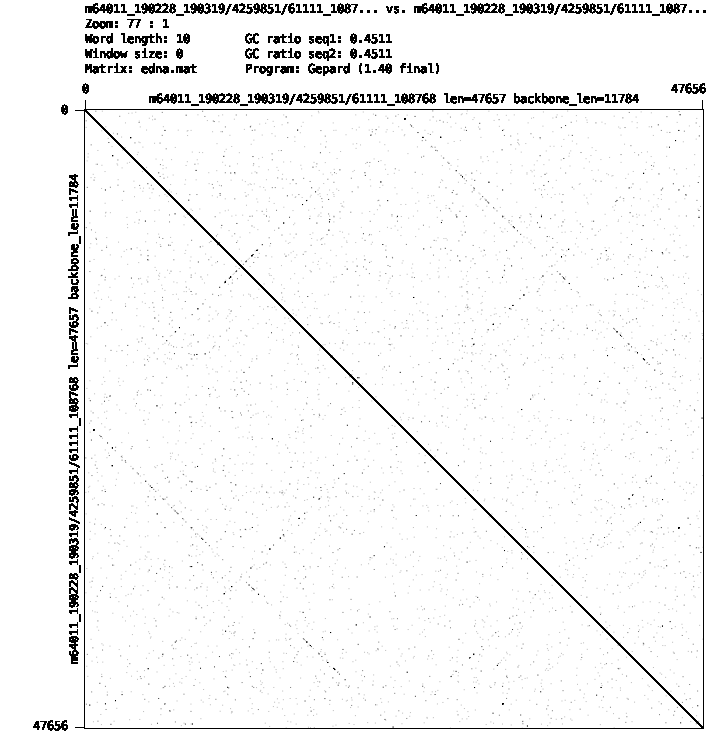 m64011_190228_190319/4259851/61111_1087... vs. m64011_190228_190319/4259851/61111_1087...
Zoom: 77 : 1
Word length: 10 GC ratio seq1: 0.4511
Window size: 0 GC ratio seq2: 0.4511
Matrix: edna.mat Program: Gepard (1.40 final)
0 47656
m64011_190228_190319/4259851/61111_108768 len=47657 backbone_len=11784
0
m64011_190228_190319/4259851/61111_108768 len=47657 backbone_len=11784
47656